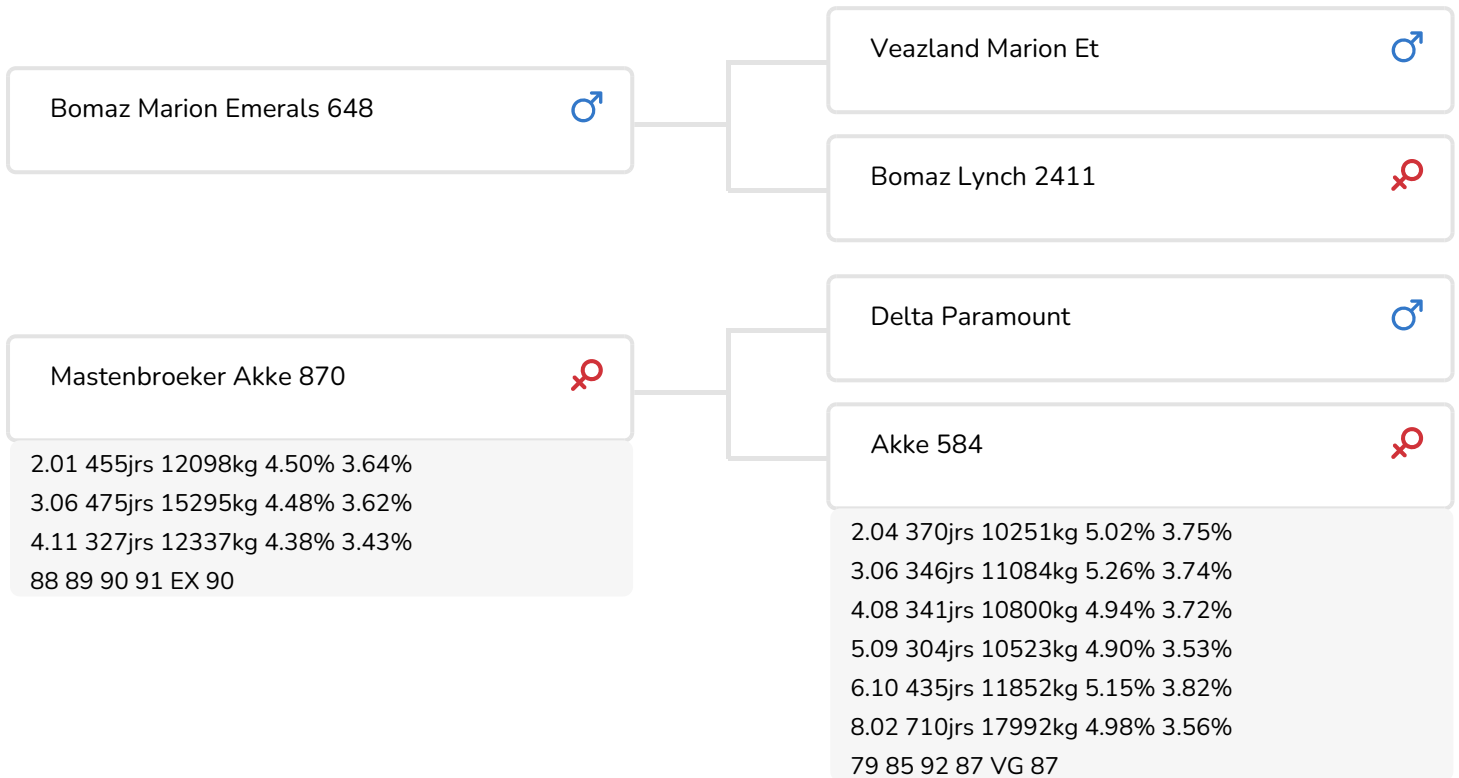 Veazland Marion Et
Bomaz Marion Emerals 648
Bomaz Lynch 2411
Delta Paramount
Mastenbroeker Akke 870
2.01 455jrs 12098kg 4.50% 3.64%
3.06 475jrs 15295kg 4.48% 3.62%
4.11 327jrs 12337kg 4.38% 3.43%
88 89 90 91 EX 90
Akke 584
2.04 370jrs 10251kg 5.02% 3.75%
3.06 346jrs 11084kg 5.26% 3.74%
4.08 341jrs 10800kg 4.94% 3.72%
5.09 304jrs 10523kg 4.90% 3.53%
6.10 435jrs 11852kg 5.15% 3.82%
8.02 710jrs 17992kg 4.98% 3.56%
79 85 92 87 VG 87